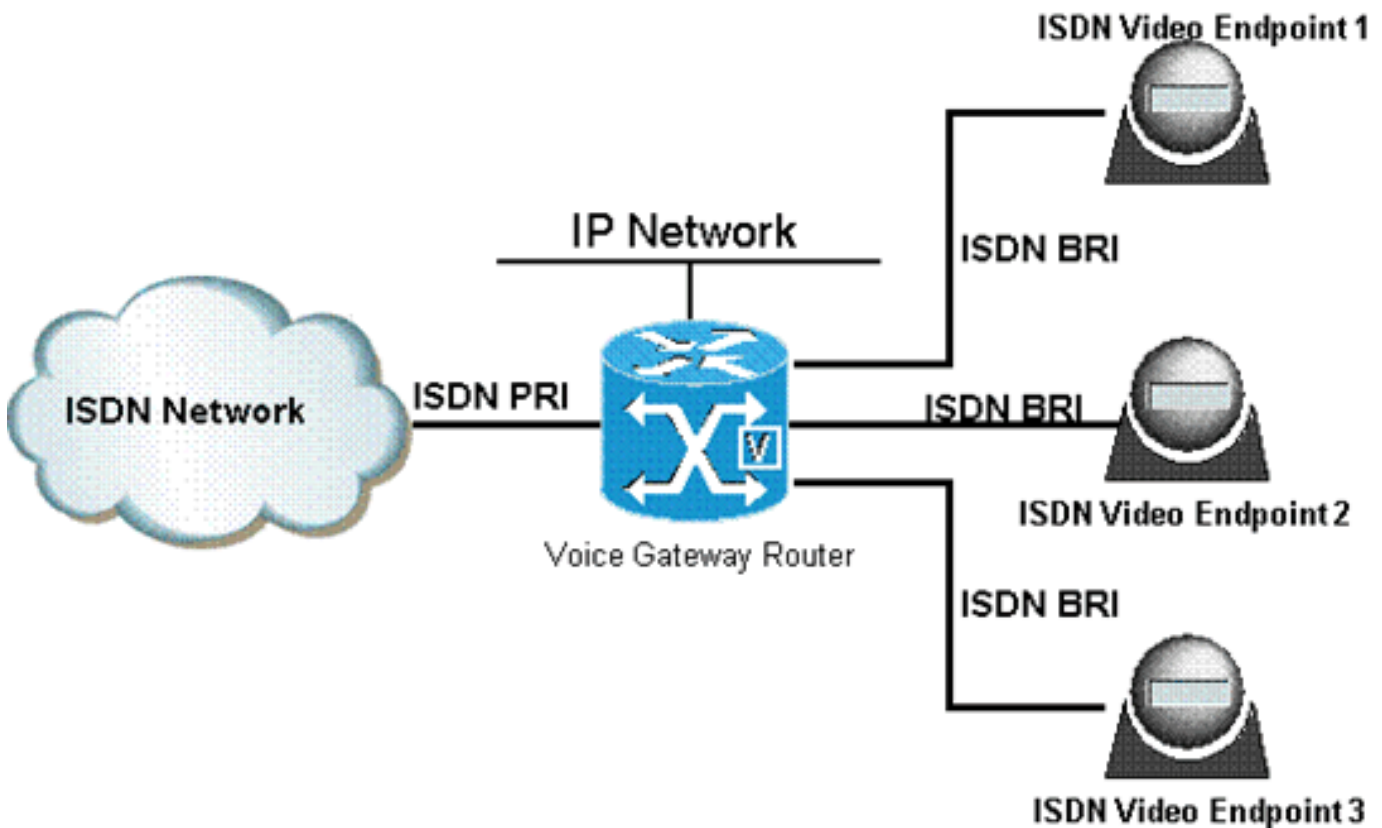 ISDN Video Endpoint 1
IP Network
ISDN BRI
ISDN Network
ISDN PRI
V
ISDN BRI
ISDN Video Endpoint 2
Voice Gateway Router
ISDN BRI
ISDN Video Endpoint 3